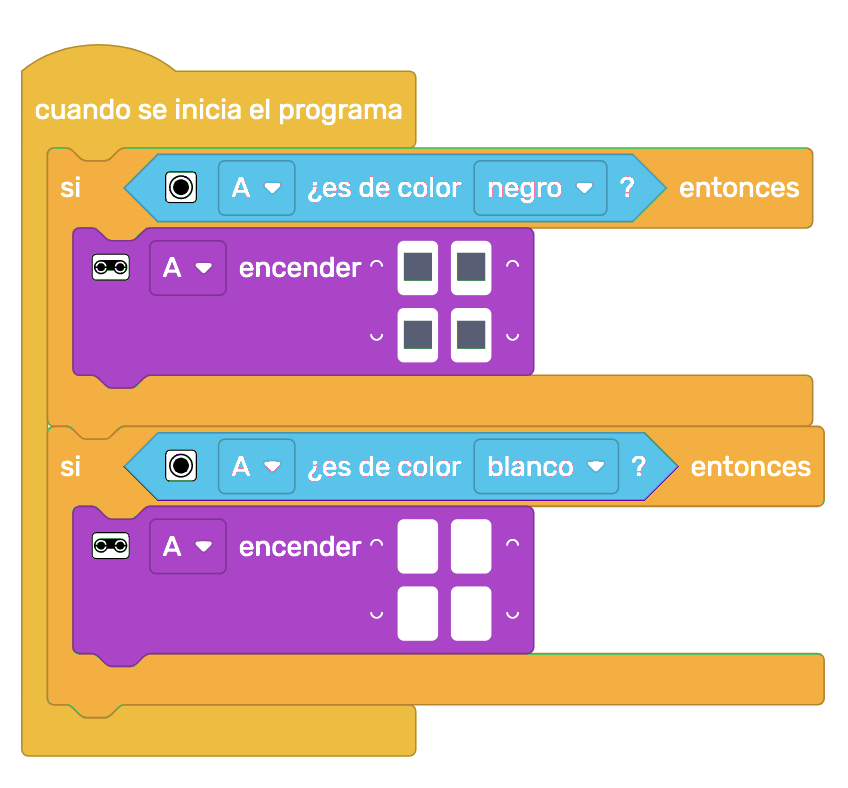 cuando se inicia el programa
si A ¿es de color negro ? entonces
A encender
si A ¿es de color blanco ? entonces
A encender